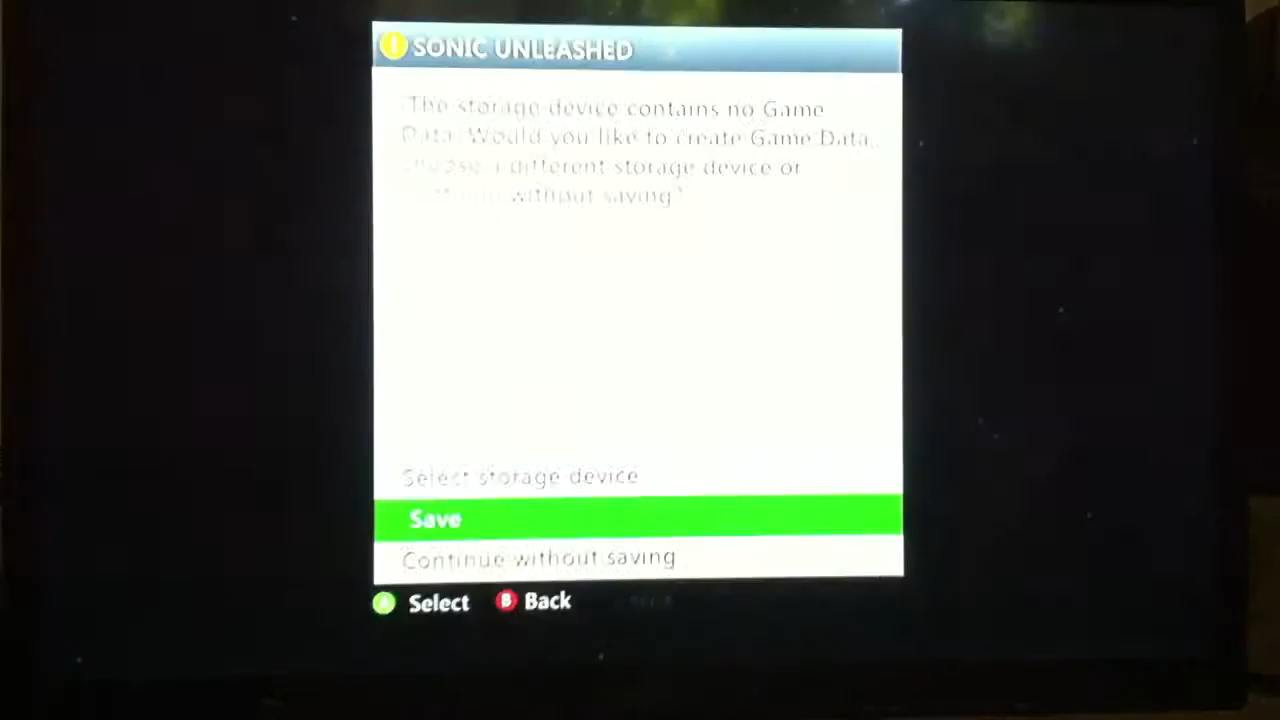 SONIC UNLEASHED
The storage device contains no Game
Data. Would you like to create Game Data,
choose a different storage device or
continue without saving?
Select storage device
Save
Continue without saving
A Select B Back